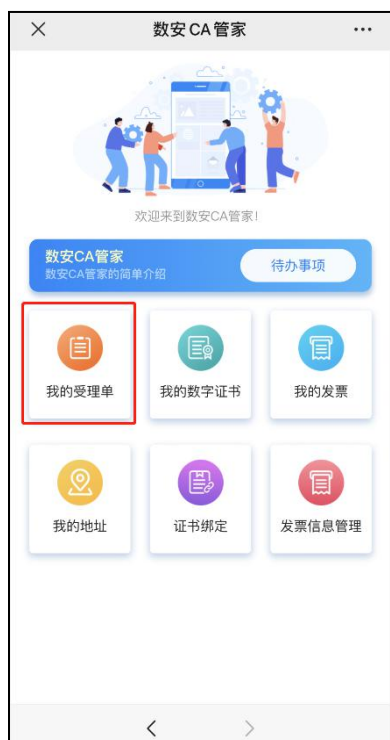 数安CA管家
欢迎来到数安CA管家!
数安CA管家
数安CA管家的简单介绍
待办事项
我的受理单
我的数字证书
我的发票
我的地址
证书绑定
发票信息管理